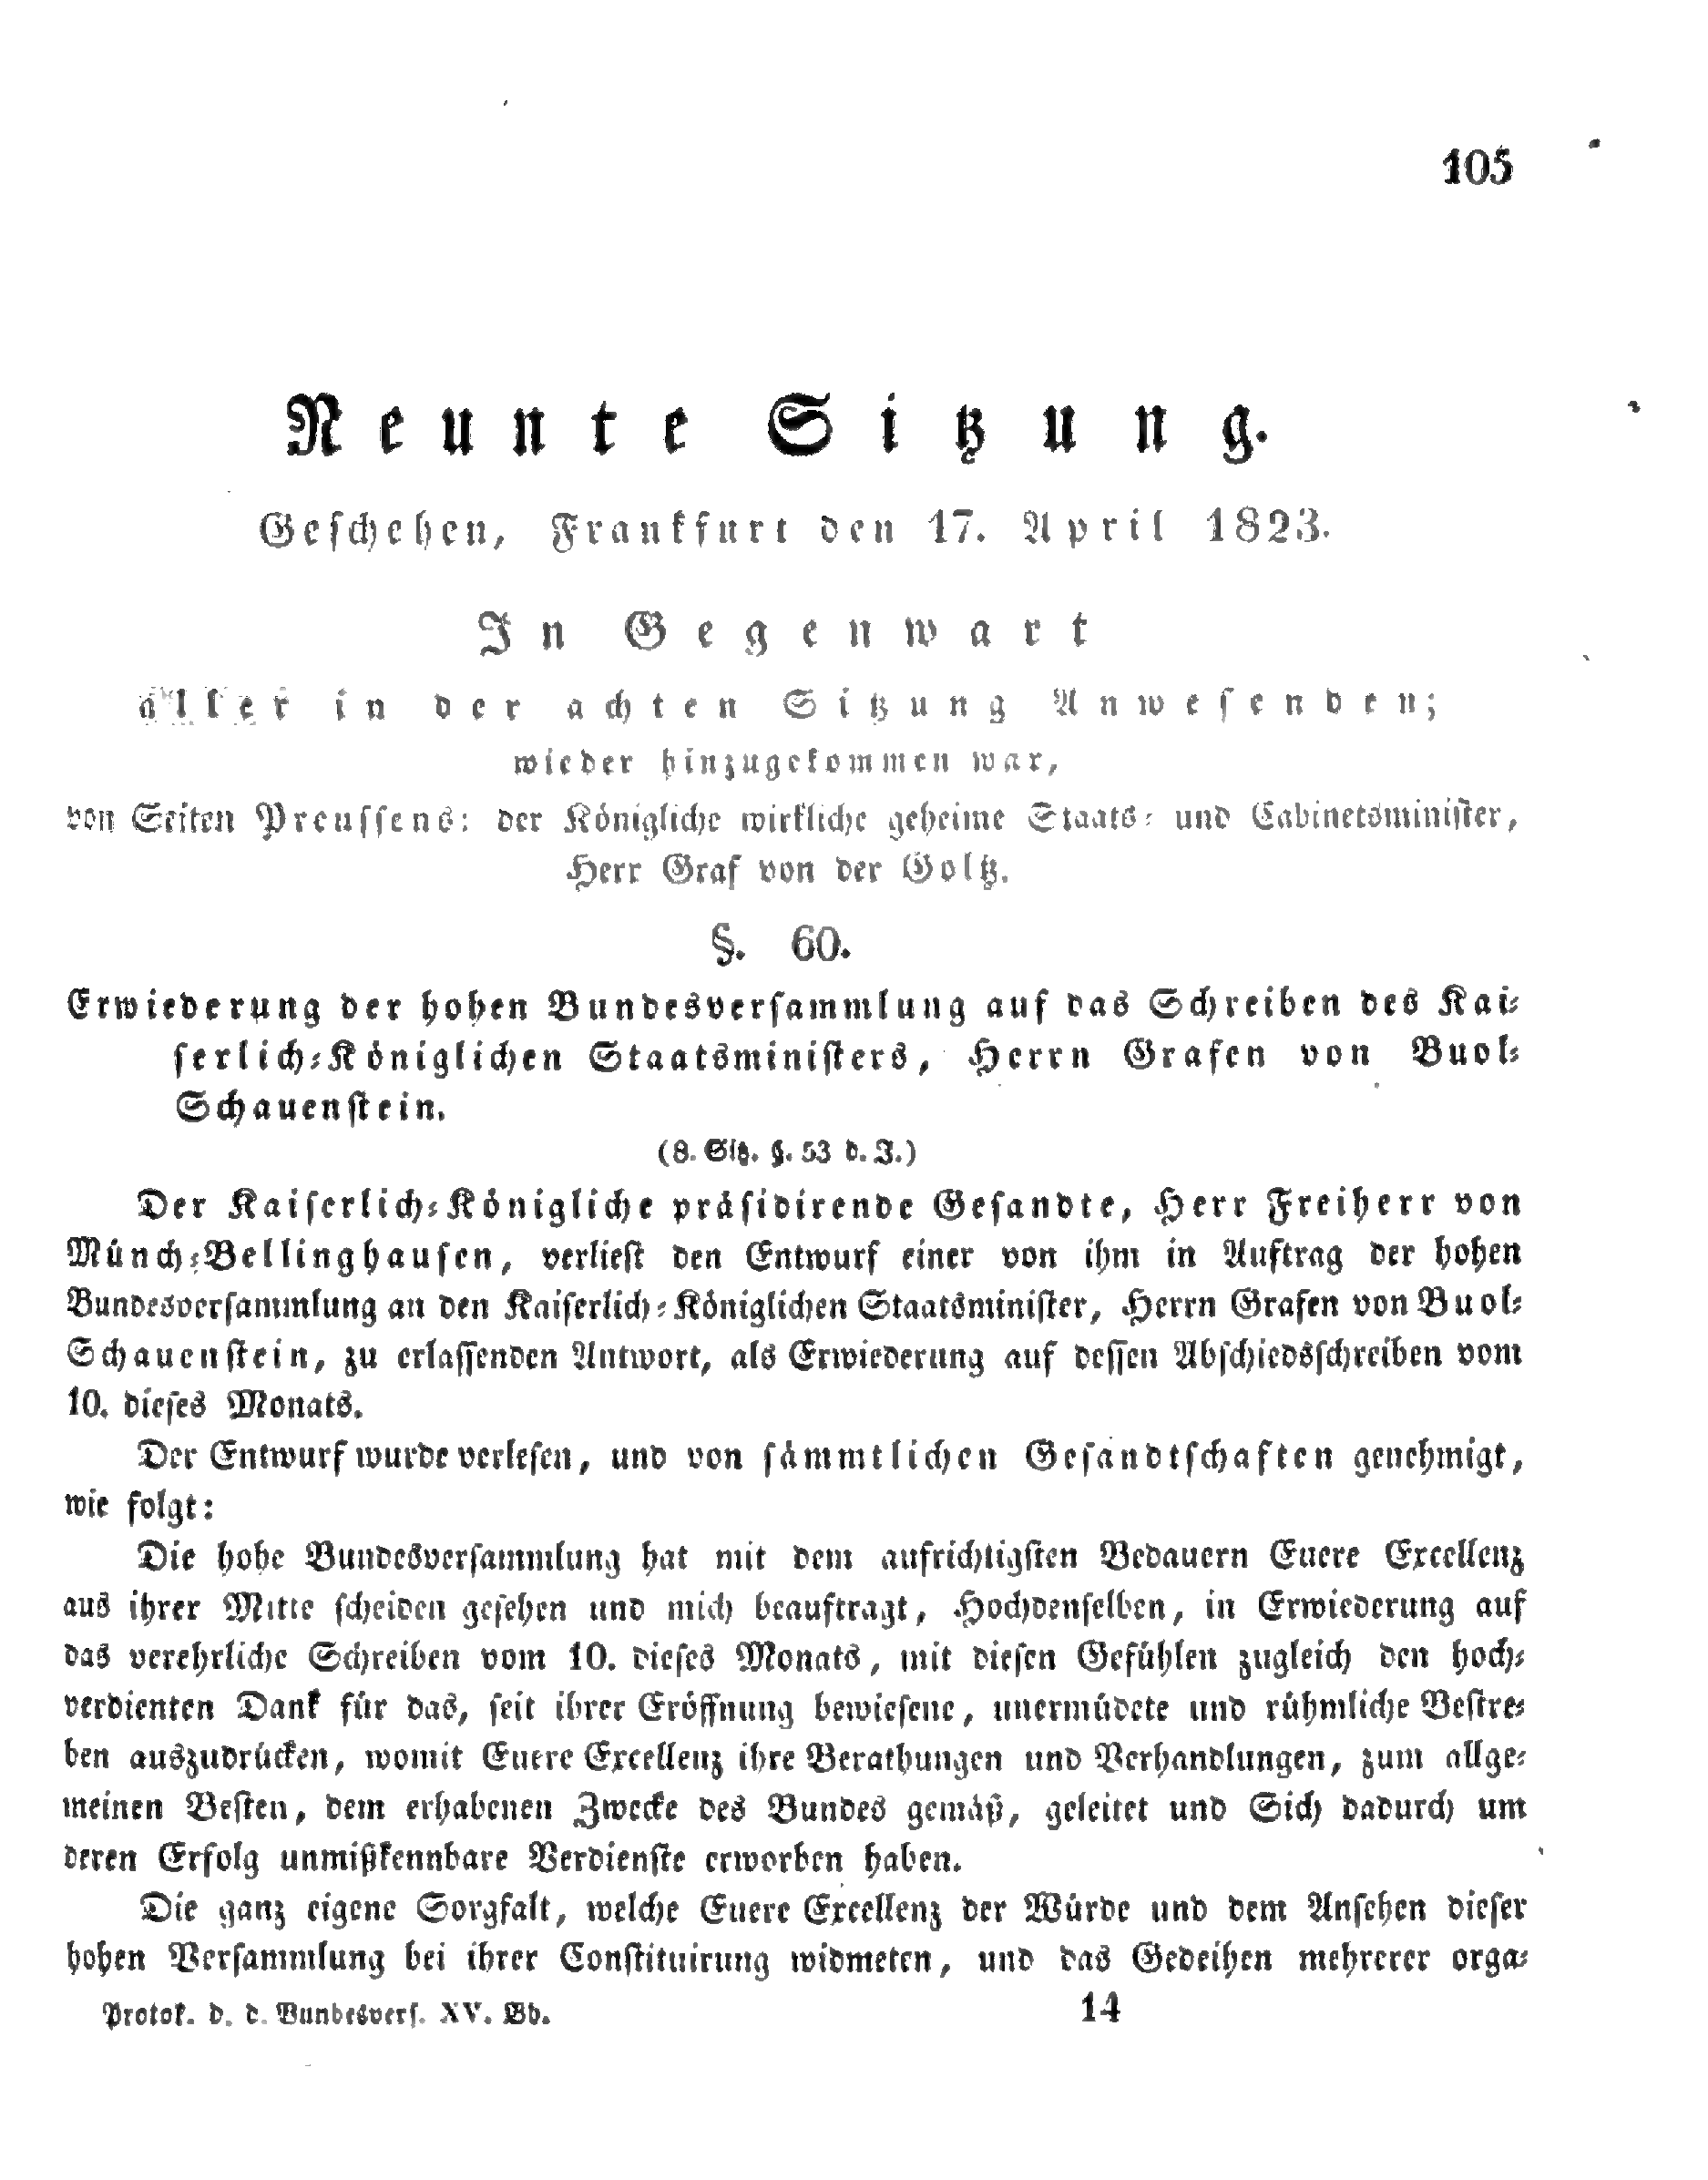 105
Neunte Sitzung.
Geschehen, Frankfurt den 17. April 1823.
In Gegenwart
aller in der achten Sitzung Anwesenden;
wieder hinzugekommen war,
von Seiten Preussens: der Königliche wirkliche geheime Staats- und Cabinetsminister,
Herr Graf von der Goltz.
§. 60.
Erwiederung der hohen Bundesversammlung auf das Schreiben des Kai-
serlich-Königlichen Staatsministers, Herrn Grafen von Buol-
Schauenstein.
(8. Sitz. §. 53 d. J.)
Der Kaiserlich-Königliche präsidirende Gesandte, Herr Freiherr von
Münch-Bellinghausen, verliest den Entwurf einer von ihm in Auftrag der hohen
Bundesversammlung an den Kaiserlich-Königlichen Staatsminister, Herrn Grafen von Buol-
Schauenstein, zu erlassenden Antwort, als Erwiederung auf dessen Abschiedsschreiben vom
10. dieses Monats.
Der Entwurf wurde verlesen, und von sämmtlichen Gesandtschaften genehmigt,
wie folgt:
Die hohe Bundesversammlung hat mit dem aufrichtigsten Bedauern Euere Excellenz
aus ihrer Mitte scheiden gesehen und mich beauftragt, Hochdenselben, in Erwiederung auf
das verehrliche Schreiben vom 10. dieses Monats, mit diesen Gefühlen zugleich den hoch-
verdienten Dank für das, seit ihrer Eröffnung bewiesene, unermüdete und rühmliche Bestre-
ben auszudrücken, womit Euere Excellenz ihre Berathungen und Verhandlungen, zum allge-
meinen Besten, dem erhabenen Zwecke des Bundes gemäß, geleitet und Sich dadurch um
deren Erfolg unmißkennbare Verdienste erworben haben.
Die ganz eigene Sorgfalt, welche Euere Excellenz der Würde und dem Ansehen dieser
hohen Versammlung bei ihrer Constituirung widmeten, und das Gedeihen mehrerer orga-
Protok. d. d. Bundesvers. XV. Bd. 14